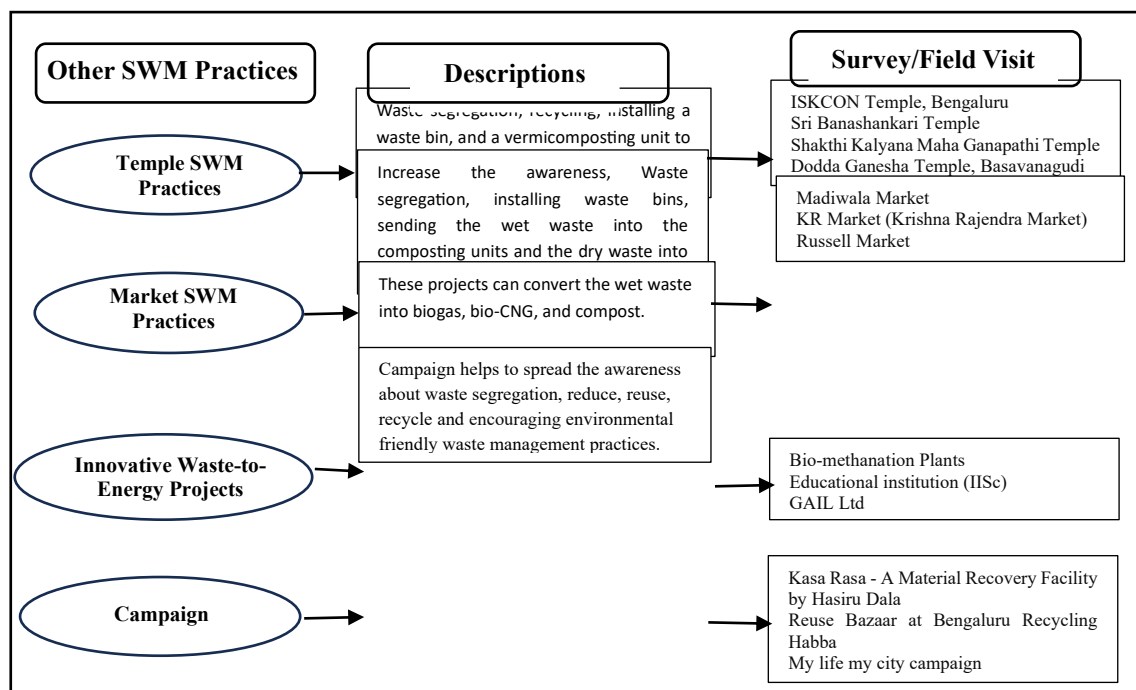 Other SWM Practices
Descriptions
Survey/Field Visit
Temple SWM
Practices
Waste segregation, recycling, installing a
waste bin, and a vermicomposting unit to
ISKCON Temple, Bengaluru
Sri Banashankari Temple
Shakthi Kalyana Maha Ganapathi Temple
Dodda Ganesha Temple, Basavanagudi
Market SWM
Practices
Increase the awareness, Waste
segregation, installing waste bins,
sending the wet waste into the
composting units and the dry waste into
Madiwala Market
KR Market (Krishna Rajendra Market)
Russell Market
Innovative Waste-to-
Energy Projects
These projects can convert the wet waste
into biogas, bio-CNG, and compost.
Bio-methanation Plants
Educational institution (IISc)
GAIL Ltd
Campaign
Campaign helps to spread the awareness
about waste segregation, reduce, reuse,
recycle and encouraging environmental
friendly waste management practices.
Kasa Rasa - A Material Recovery Facility
by Hasiru Dala
Reuse Bazaar at Bengaluru Recycling
Habba
My life my city campaign